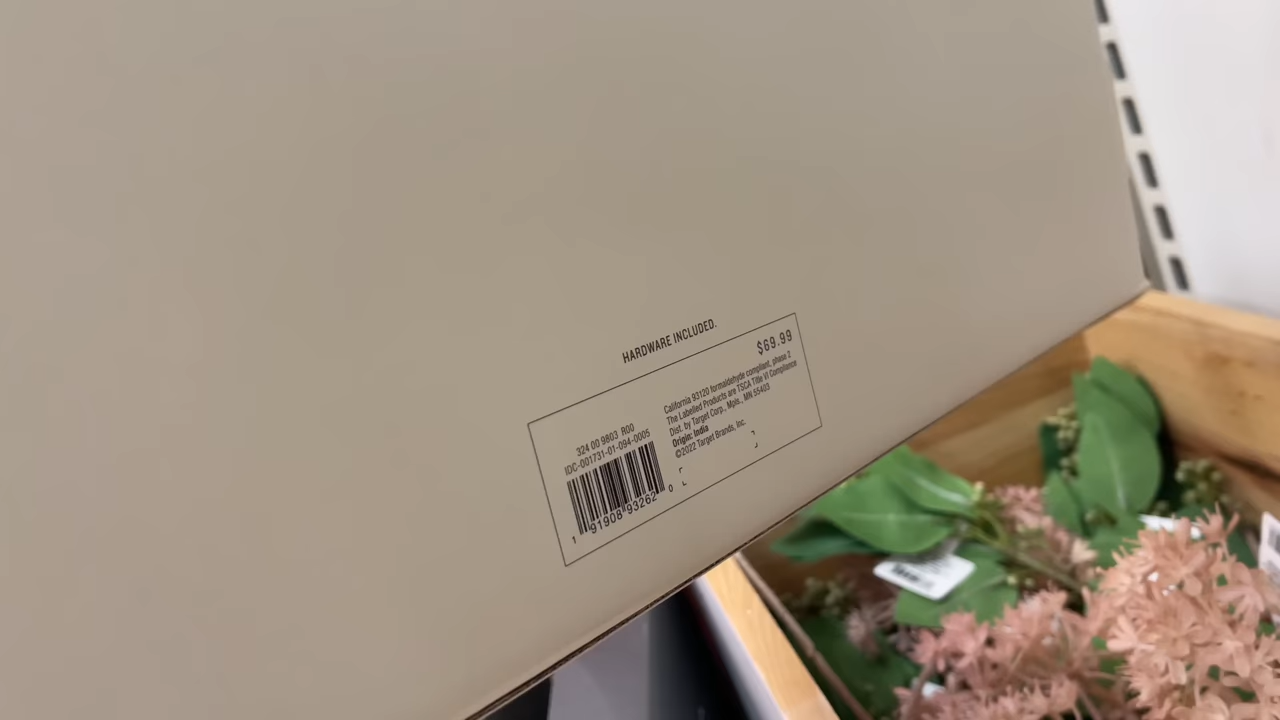 HARDWARE INCLUDED.
$69.99
324 00 9803 R00
IDC-001731-01-094-0005
1 91908 93262 0
California 93120 formaldehyde compliant, phase 2
The Labelled Products are TSCA Title VI Compliance
Dist. by Target Corp., Mpls., MN 55403
Origin: India
©2022 Target Brands, Inc.